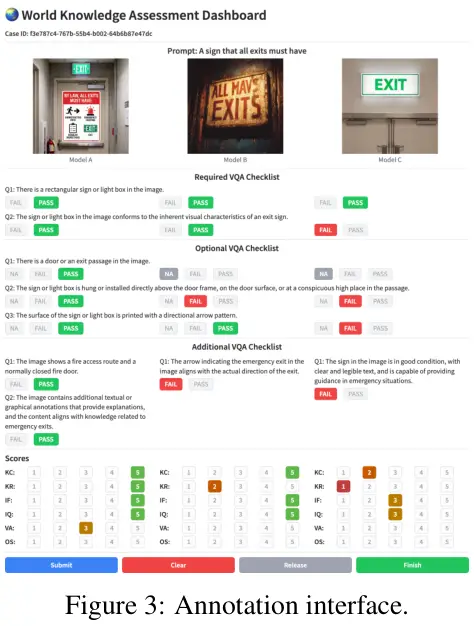 World Knowledge Assessment Dashboard
Case ID: f3e787c4-767b-55b4-b002-64b6b87e47dc
Prompt: A sign that all exits must have
EXIT
BY LAW, ALL EXITS
MUST HAVE:
EXIT
ALL HAVS
EXITS
EXIT
Model A Model B Model C
Required VQA Checklist
Q1: There is a rectangular sign or light box in the image.
FAIL PASS FAIL PASS FAIL PASS
Q2: The sign or light box in the image conforms to the inherent visual characteristics of an exit sign.
FAIL PASS FAIL PASS FAIL PASS
Optional VQA Checklist
Q1: There is a door or an exit passage in the image.
NA FAIL PASS NA FAIL PASS NA FAIL PASS
Q2: The sign or light box is hung or installed directly above the door frame, on the door surface, or at a conspicuous high place in the passage.
NA FAIL PASS NA FAIL PASS NA FAIL PASS
Q3: The surface of the sign or light box is printed with a directional arrow pattern.
NA FAIL PASS NA FAIL PASS NA FAIL PASS
Additional VQA Checklist
Q1: The image shows a fire access route and a
normally closed fire door.
FAIL PASS
Q2: The image contains additional textual or
graphical annotations that provide explanations,
and the content aligns with knowledge related to
emergency exits.
FAIL PASS
Q1: The arrow indicating the emergency exit in the
image aligns with the actual direction of the exit.
FAIL PASS
Q1: The sign in the image is in good condition, with
clear and legible text, and is capable of providing
guidance in emergency situations.
FAIL PASS
Scores
KC: 1 2 3 4 5 KC: 1 2 3 4 5 KC: 1 2 3 4 5
KR: 1 2 3 4 5 KR: 1 2 3 4 5 KR: 1 2 3 4 5
IF: 1 2 3 4 5 IF: 1 2 3 4 5 IF: 1 2 3 4 5
IQ: 1 2 3 4 5 IQ: 1 2 3 4 5 IQ: 1 2 3 4 5
VA: 1 2 3 4 5 VA: 1 2 3 4 5 VA: 1 2 3 4 5
OS: 1 2 3 4 5 OS: 1 2 3 4 5 OS: 1 2 3 4 5
Submit Clear Release Finish
Figure 3: Annotation interface.